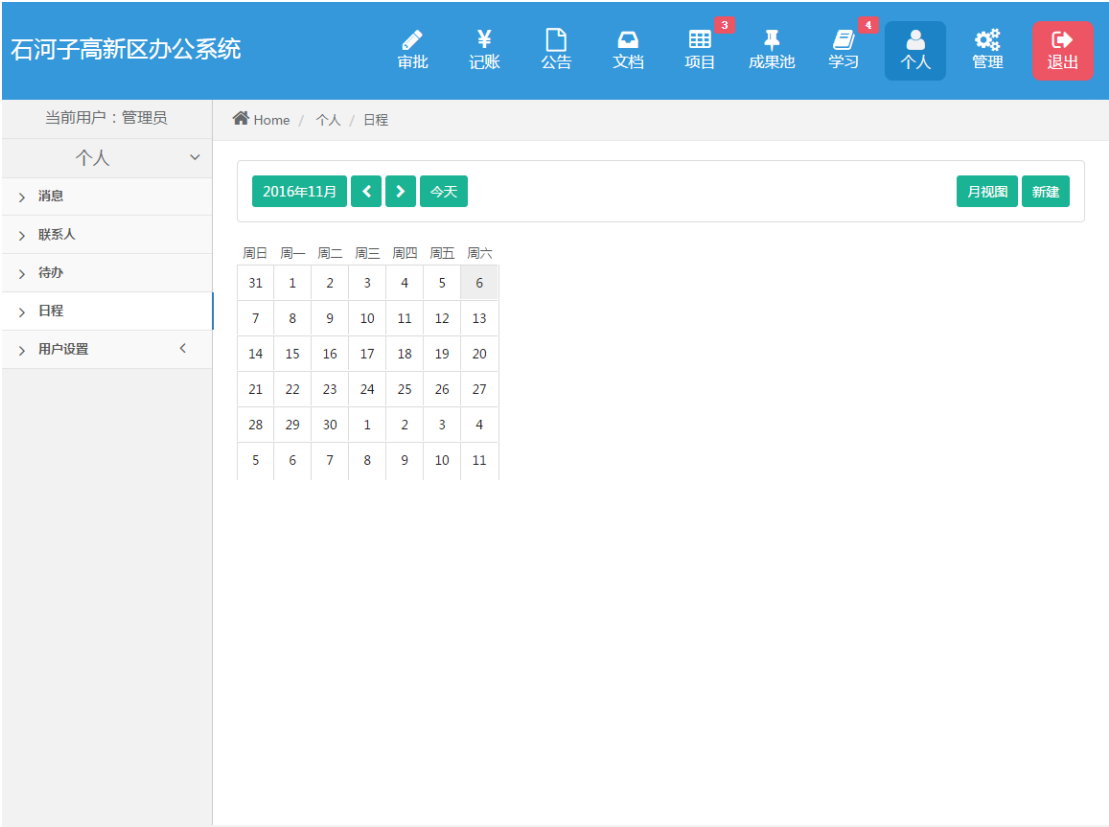 石河子高新区办公系统
3
4
审批 记账 公告 文档 项目 成果池 学习 个人 管理 退出
当前用户：管理员
Home / 个人 / 日程
个人
消息
联系人
待办
日程
用户设置
2016年11月 今天 月视图 新建
周日 周一 周二 周三 周四 周五 周六
31 1 2 3 4 5 6
7 8 9 10 11 12 13
14 15 16 17 18 19 20
21 22 23 24 25 26 27
28 29 30 1 2 3 4
5 6 7 8 9 10 11